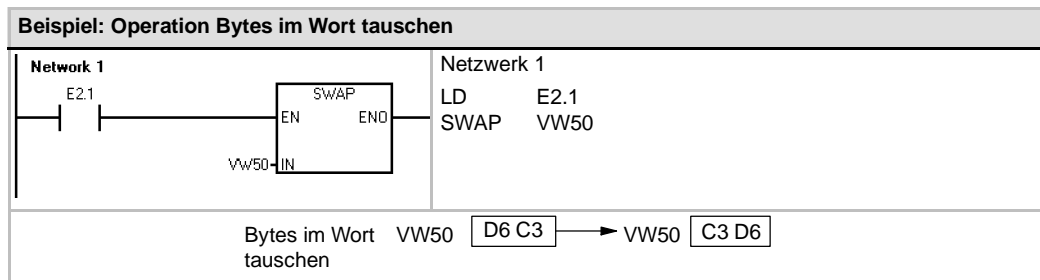 Beispiel: Operation Bytes im Wort tauschen
Network 1
E2.1
SWAP
EN ENO
VW50 IN
Netzwerk 1
LD E2.1
SWAP VW50
Bytes im Wort tauschen VW50 D6 C3 VW50 C3 D6